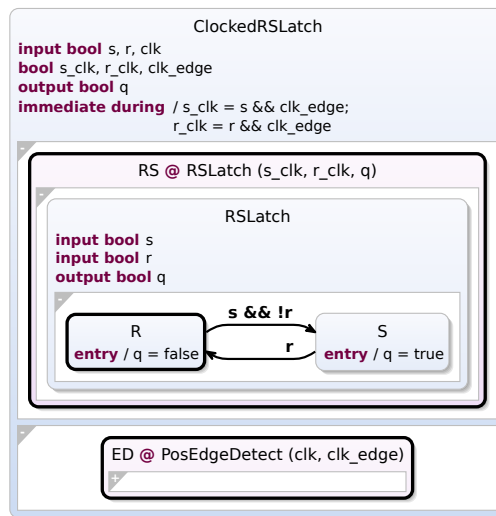 ClockedRSLatch
input bool s, r, clk
bool s_clk, r_clk, clk_edge
output bool q
immediate during / s_clk = s && clk_edge;
r_clk = r && clk_edge
-
RS @ RSLatch (s_clk, r_clk, q)
-
RSLatch
input bool s
input bool r
output bool q
-
s && !r
R
entry / q = false
r
S
entry / q = true
-
ED @ PosEdgeDetect (clk, clk_edge)
+